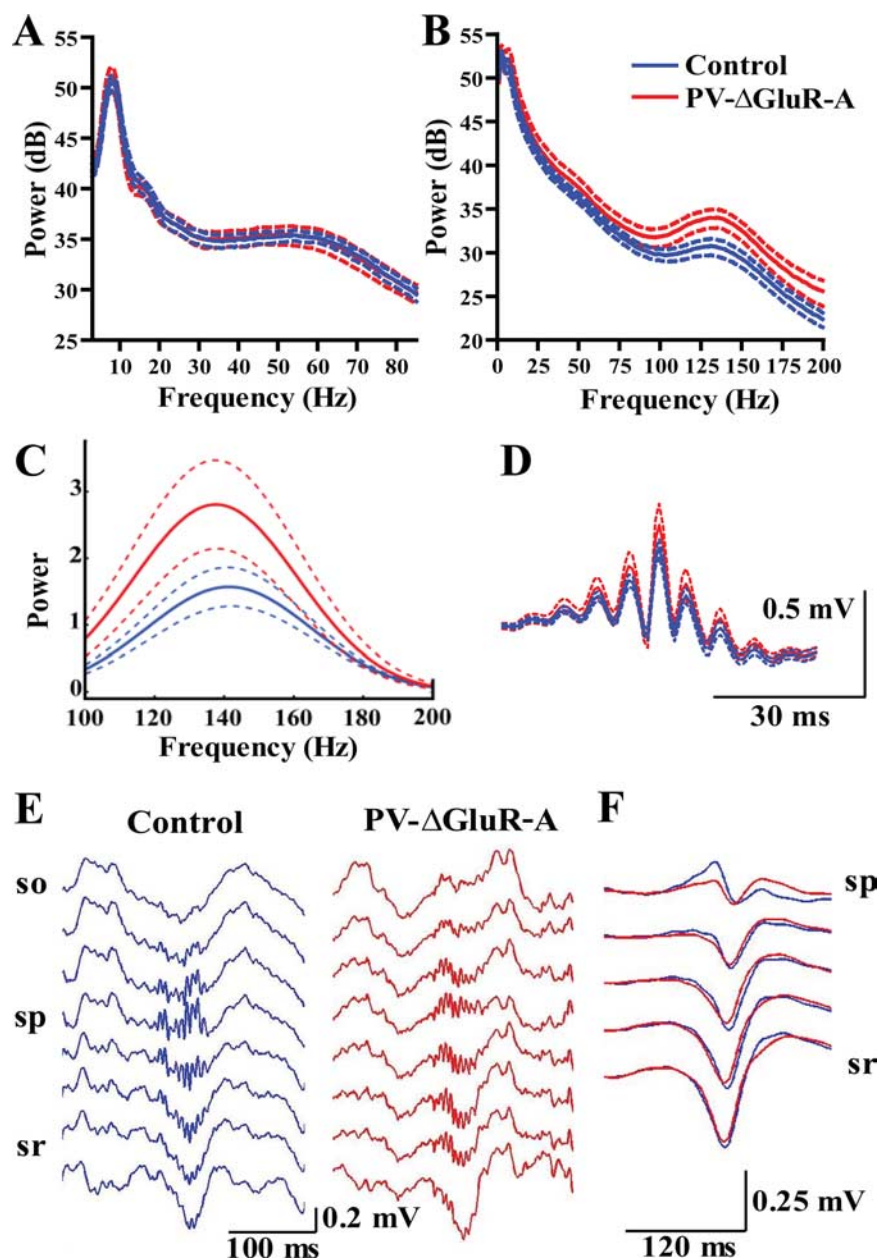 A
55
50
45
40
35
30
25
Power (dB)
10 20 30 40 50 60 70 80
Frequency (Hz)
B
55
50
45
40
35
30
25
20
Power (dB)
0 25 50 75 100 125 150 175 200
Frequency (Hz)
Control
PV-ΔGluR-A
C
3
2
1
0
Power
100 120 140 160 180 200
Frequency (Hz)
D
0.5 mV
30 ms
E
Control
PV-ΔGluR-A
so
sp
sr
0.2 mV
100 ms
F
sp
sr
0.25 mV
120 ms